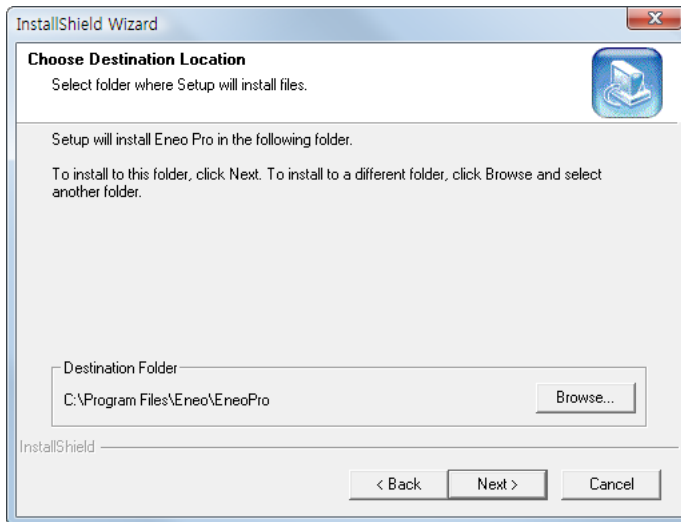 InstallShield Wizard
Choose Destination Location
Select folder where Setup will install files.
Setup will install Eneo Pro in the following folder.
To install to this folder, click Next. To install to a different folder, click Browse and select
another folder.
Destination Folder
C:\Program Files\Eneo\EneoPro
Browse...
InstallShield
< Back
Next >
Cancel